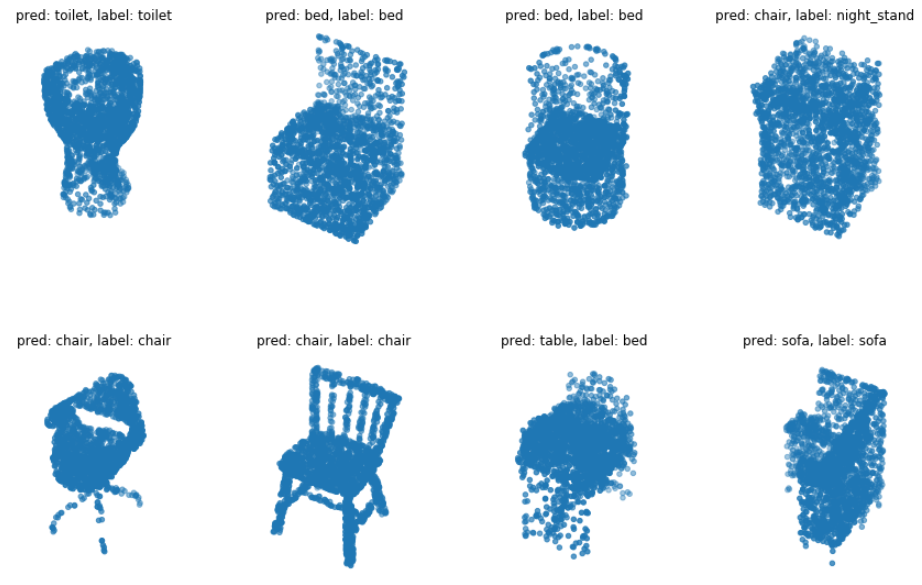 pred: toilet, label: toilet
pred: bed, label: bed
pred: bed, label: bed
pred: chair, label: night_stand
pred: chair, label: chair
pred: chair, label: chair
pred: table, label: bed
pred: sofa, label: sofa